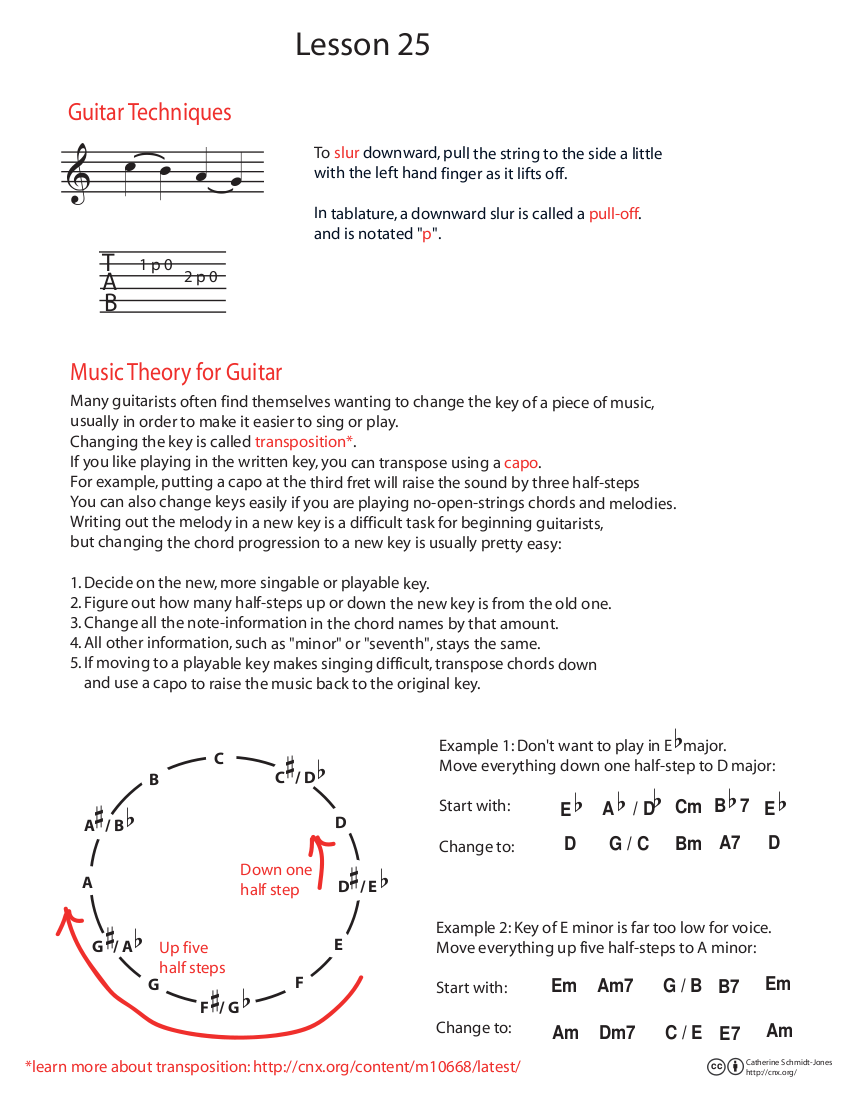 Lesson 25
Guitar Techniques
To slur downward, pull the string to the side a little
with the left hand finger as it lifts off.
In tablature, a downward slur is called a pull-off.
and is notated "p".
T
A
B
1 p 0
2 p 0
Music Theory for Guitar
Many guitarists often find themselves wanting to change the key of a piece of music,
usually in order to make it easier to sing or play.
Changing the key is called transposition*.
If you like playing in the written key, you can transpose using a capo.
For example, putting a capo at the third fret will raise the sound by three half-steps
You can also change keys easily if you are playing no-open-strings chords and melodies.
Writing out the melody in a new key is a difficult task for beginning guitarists,
but changing the chord progression to a new key is usually pretty easy:
1. Decide on the new, more singable or playable key.
2. Figure out how many half-steps up or down the new key is from the old one.
3. Change all the note-information in the chord names by that amount.
4. All other information, such as "minor" or "seventh", stays the same.
5. If moving to a playable key makes singing difficult, transpose chords down
and use a capo to raise the music back to the original key.
C
C♯/D♭
D
D♯/E♭
E
F
F♯/G♭
G
G♯/A♭
A
A♯/B♭
B
Down one
half step
Up five
half steps
Example 1: Don't want to play in E♭ major.
Move everything down one half-step to D major:
Start with: E♭ A♭ / D♭ Cm B♭7 E♭
Change to: D G / C Bm A7 D
Example 2: Key of E minor is far too low for voice.
Move everything up five half-steps to A minor:
Start with: Em Am7 G / B B7 Em
Change to: Am Dm7 C / E E7 Am
*learn more about transposition: http://cnx.org/content/m10668/latest/
cc
Catherine Schmidt-Jones
http://cnx.org/